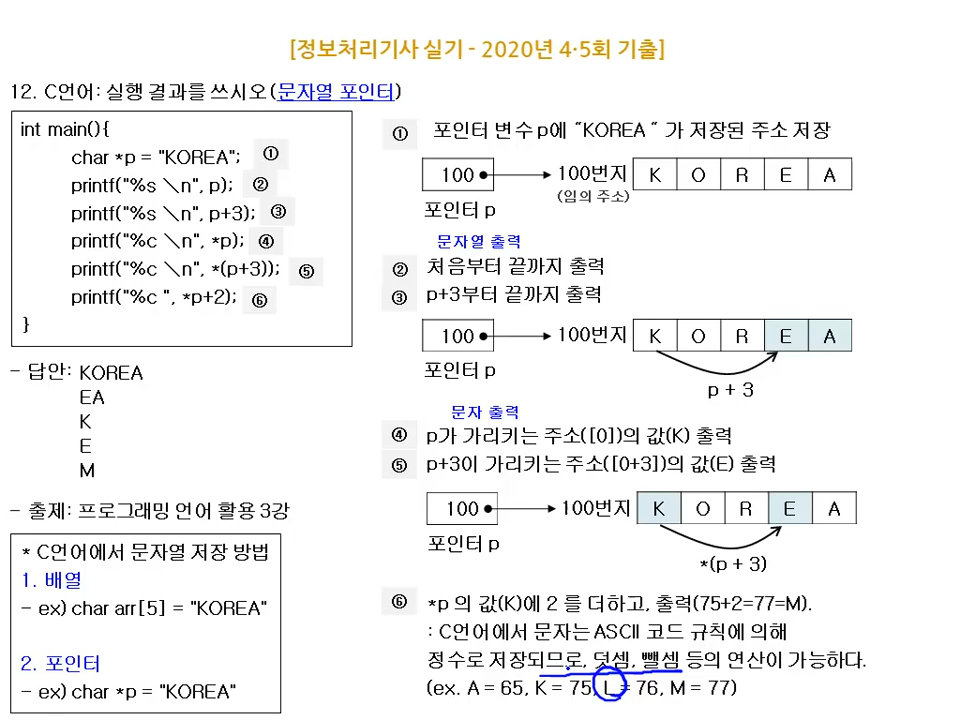 [정보처리기사 실기 - 2020년 4·5회 기출]
12. C언어: 실행 결과를 쓰시오(문자열 포인터)
int main(){
char *p = "KOREA"; ①
printf("%s ＼n", p); ②
printf("%s ＼n", p+3); ③
printf("%c ＼n", *p); ④
printf("%c ＼n", *(p+3)); ⑤
printf("%c ", *p+2); ⑥
}
- 답안: KOREA
EA
K
E
M
- 출제: 프로그래밍 언어 활용 3강
* C언어에서 문자열 저장 방법
1. 배열
- ex) char arr[5] = "KOREA"
2. 포인터
- ex) char *p = "KOREA"
① 포인터 변수 p에 "KOREA " 가 저장된 주소 저장
100 100번지 K O R E A
(임의 주소)
포인터 p
문자열 출력
② 처음부터 끝까지 출력
③ p+3부터 끝까지 출력
100 100번지 K O R E A
포인터 p
p + 3
문자 출력
④ p가 가리키는 주소([0])의 값(K) 출력
⑤ p+3이 가리키는 주소([0+3])의 값(E) 출력
100 100번지 K O R E A
포인터 p
*(p + 3)
⑥ *p 의 값(K)에 2 를 더하고, 출력(75+2=77=M).
: C언어에서 문자는 ASCII 코드 규칙에 의해
정수로 저장되므로, 덧셈, 뺄셈 등의 연산이 가능하다.
(ex. A = 65, K = 75, L = 76, M = 77)